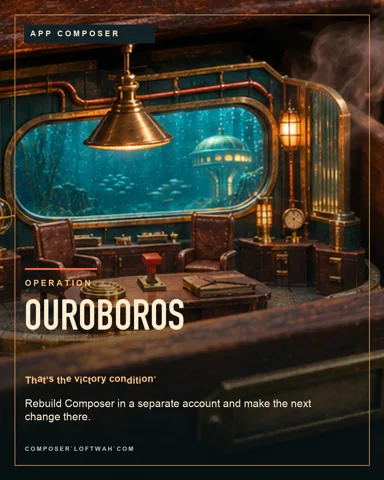 APP COMPOSER
OPERATION
OUROBOROS
That's the victory condition.
Rebuild Composer in a separate account and make the next
change there.
COMPOSER.LOFTWAH.COM